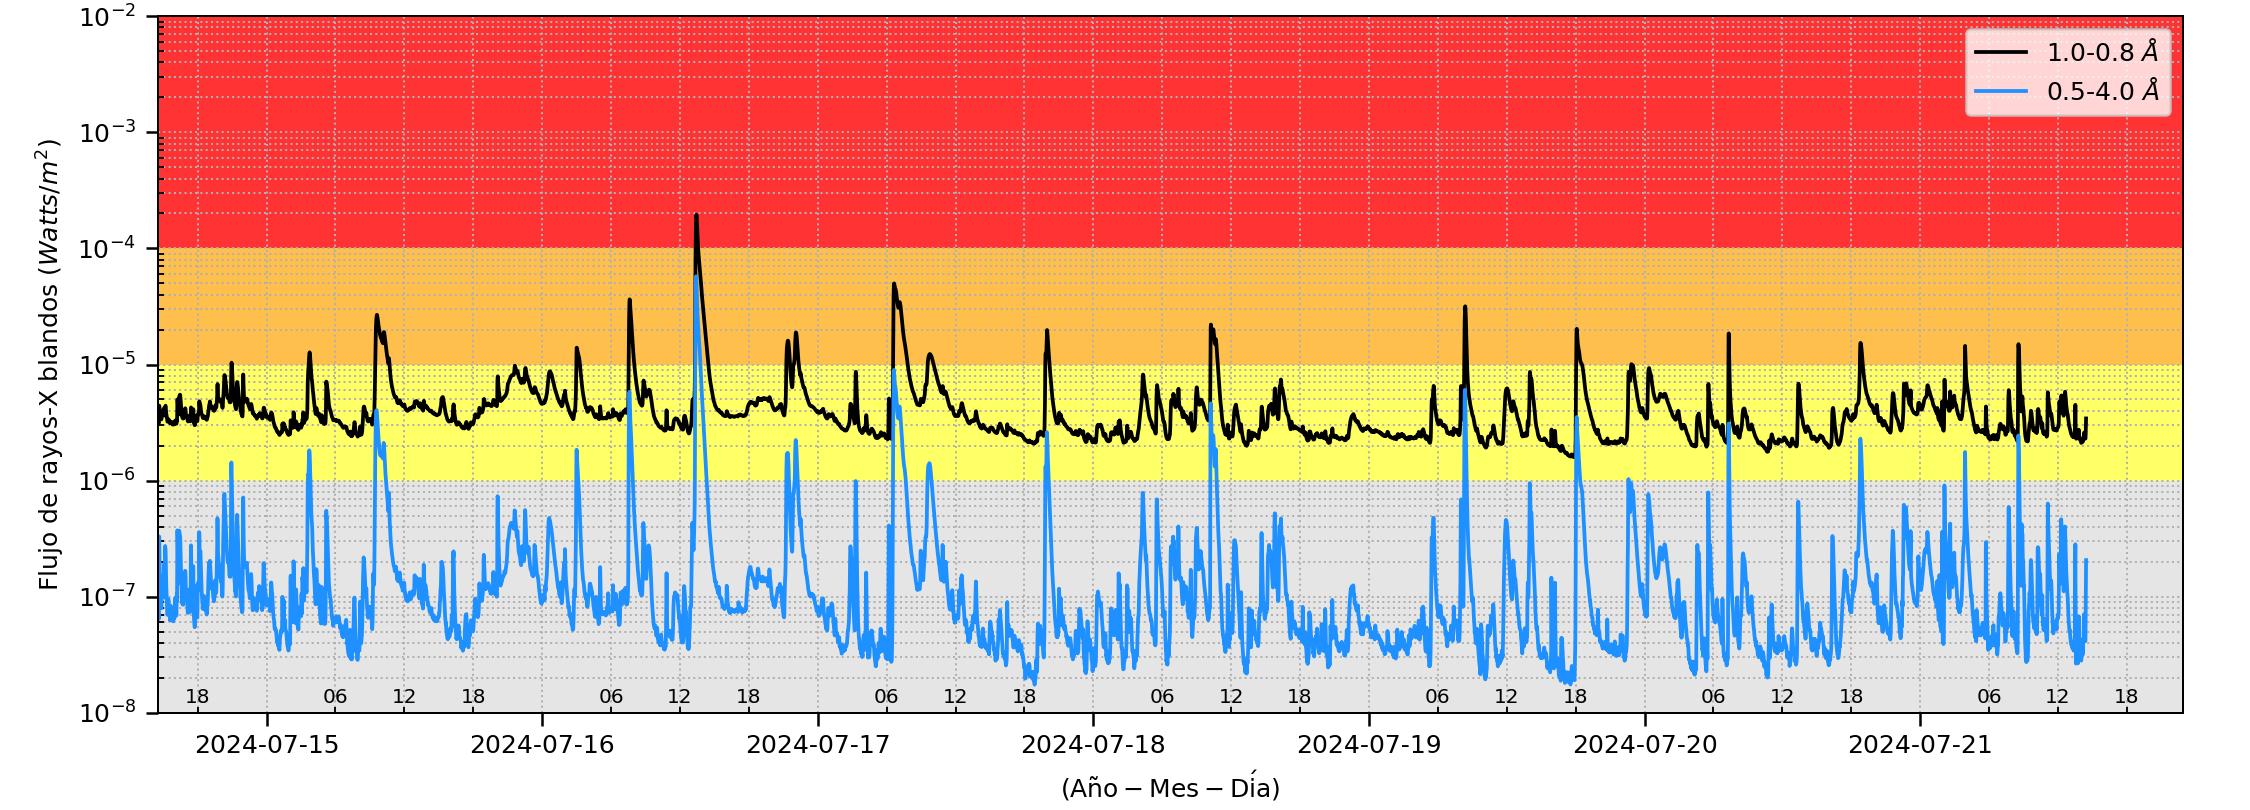 10⁻²
10⁻³
10⁻⁴
10⁻⁵
10⁻⁶
10⁻⁷
10⁻⁸
Flujo de rayos-X blandos (Watts/m²)
1.0-0.8 Å
0.5-4.0 Å
18 06 12 18 06 12 18 06 12 18 06 12 18 06 12 18 06 12 18 06 12 18
2024-07-15 2024-07-16 2024-07-17 2024-07-18 2024-07-19 2024-07-20 2024-07-21
(Año − Mes − Día)